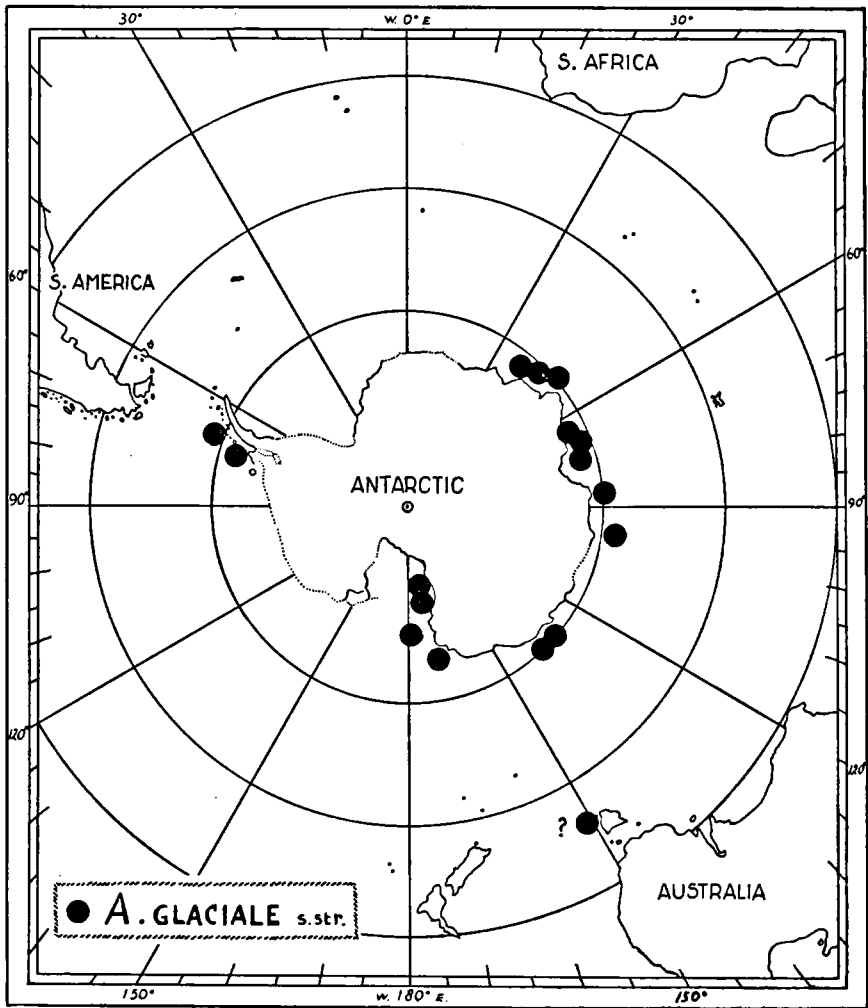 30° W. 0° E 30°
S. AFRICA
60° S. AMERICA 60°
ANTARCTIC
90° 90°
120° 120°
?
AUSTRALIA
A. GLACIALE s.str.
150° W. 180° E. 150°